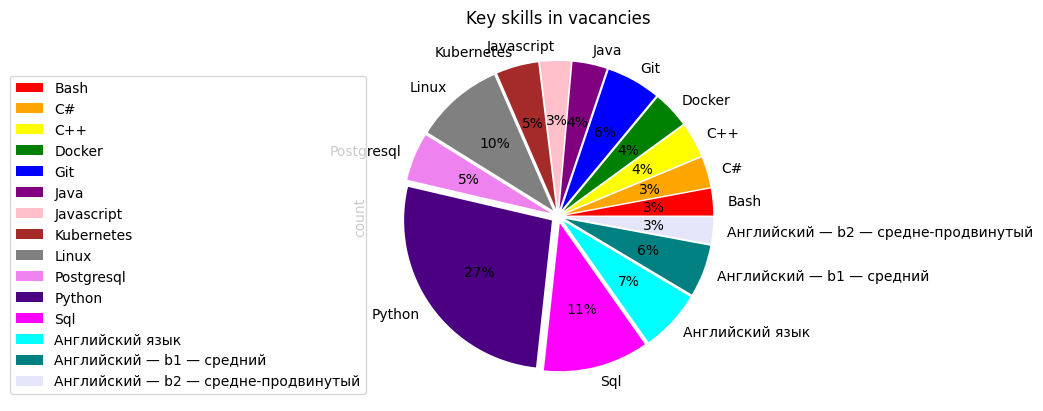 Key skills in vacancies
Bash
C#
C++
Docker
Git
Java
Javascript
Kubernetes
Linux
Postgresql
Python
Sql
Английский язык
Английский — b1 — средний
Английский — b2 — средне-продвинутый
count
Bash
C#
C++
Docker
Git
Java
Javascript
Kubernetes
Linux
Postgresql
Python
Sql
Английский язык
Английский — b1 — средний
Английский — b2 — средне-продвинутый
3%
3%
4%
4%
6%
4%
3%
5%
10%
5%
27%
11%
7%
6%
3%